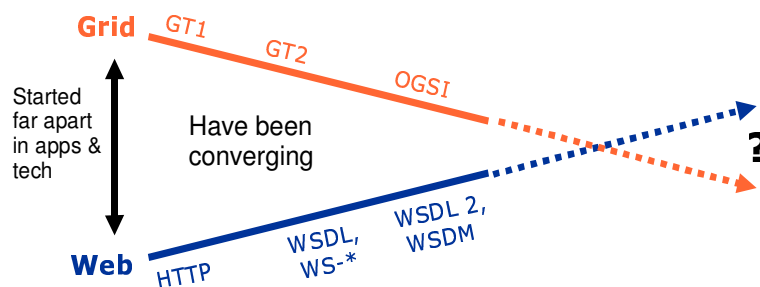 Grid
GT1
GT2
OGSI
Started
far apart
in apps &
tech
Have been
converging
?
Web
HTTP
WSDL,
WS-*
WSDL 2,
WSDM